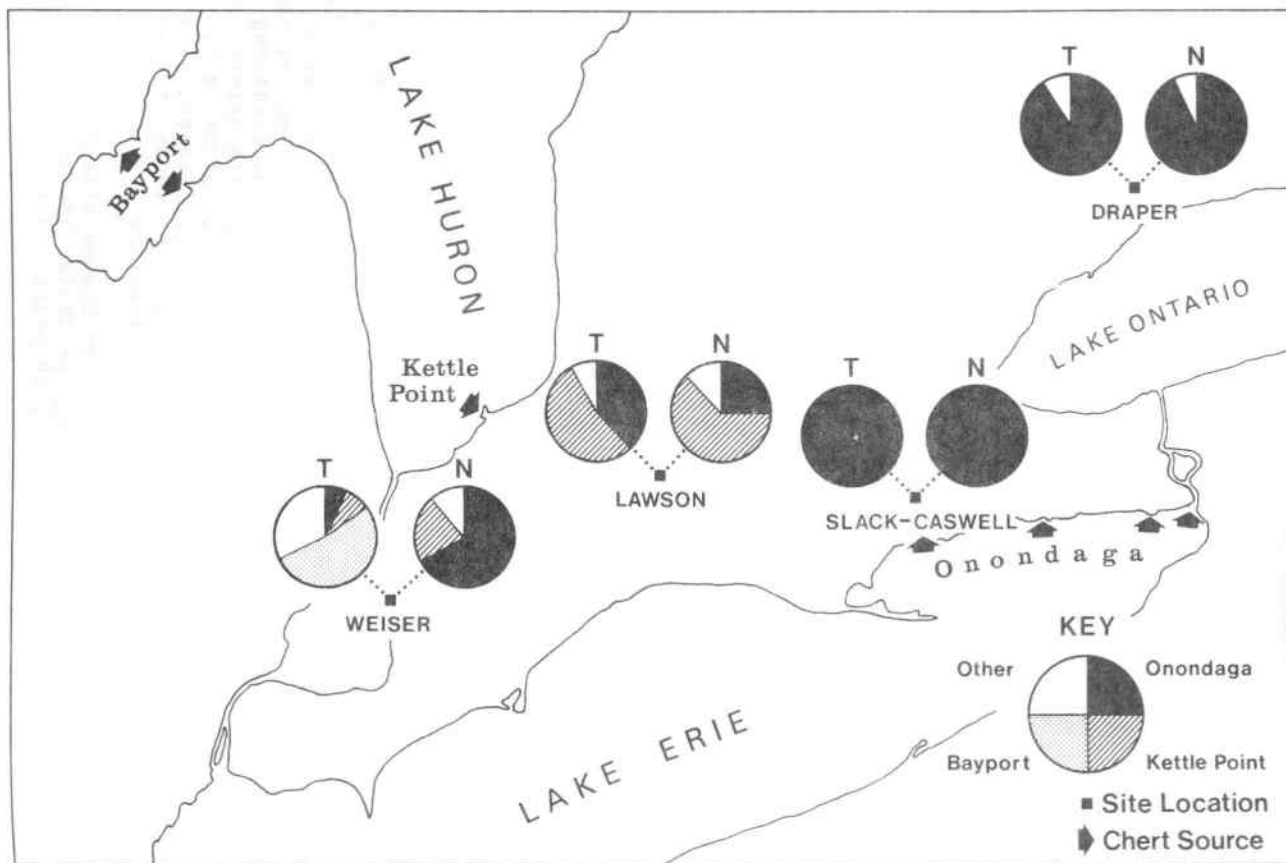 T N
DRAPER
LAKE HURON
Bayport
LAKE ONTARIO
Kettle
Point
T N
LAWSON
T N
SLACK-CASWELL
T N
WEISER
Onondaga
LAKE ERIE
KEY
Other Onondaga
Bayport Kettle Point
Site Location
Chert Source